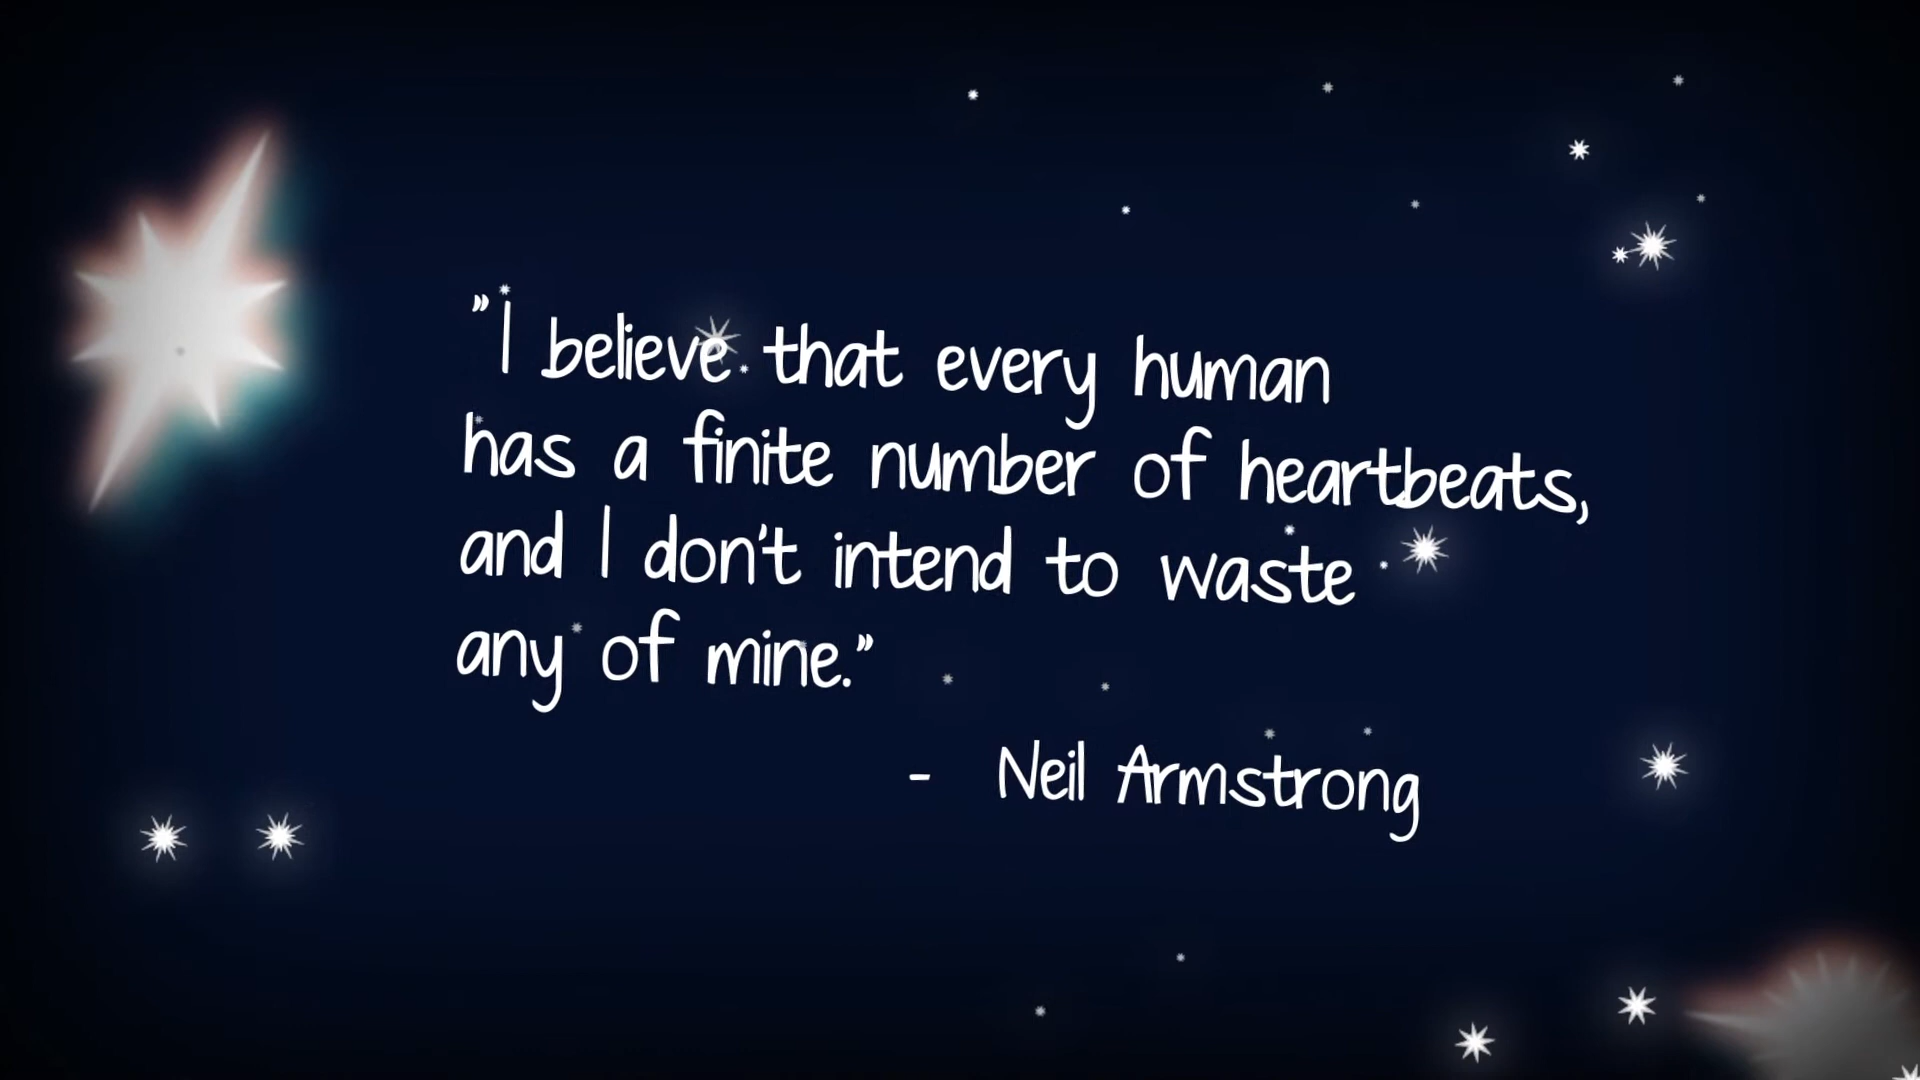 ”I believe that every human
has a finite number of heartbeats,
and I don't intend to waste
any of mine.”
- Neil Armstrong